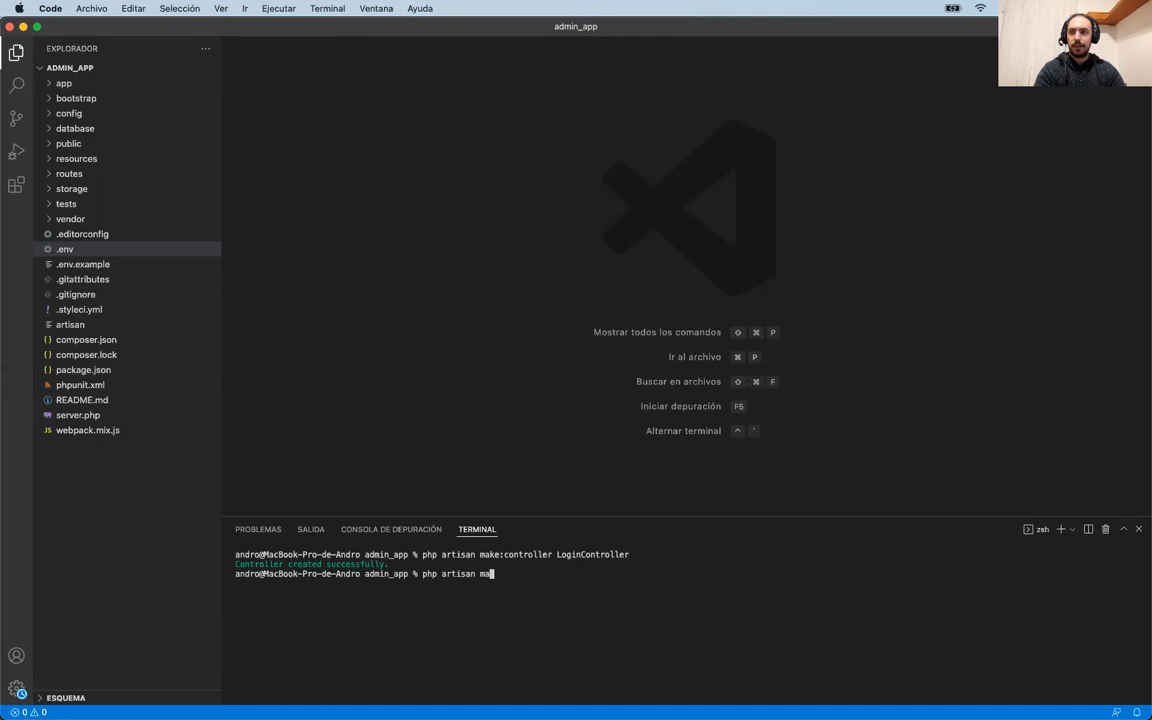 Code Archivo Editar Selección Ver Ir Ejecutar Terminal Ventana Ayuda
admin_app
EXPLORADOR
ADMIN_APP
app
bootstrap
config
database
public
resources
routes
storage
tests
vendor
.editorconfig
.env
.env.example
.gitattributes
.gitignore
! .styleci.yml
artisan
{} composer.json
{} composer.lock
{} package.json
phpunit.xml
README.md
server.php
JS webpack.mix.js
ESQUEMA
Mostrar todos los comandos ⇧ ⌘ P
Ir al archivo ⌘ P
Buscar en archivos ⇧ ⌘ F
Iniciar depuración F5
Alternar terminal ^ `
PROBLEMAS SALIDA CONSOLA DE DEPURACIÓN TERMINAL
zsh
andro@MacBook-Pro-de-Andro admin_app % php artisan make:controller LoginController
Controller created successfully.
andro@MacBook-Pro-de-Andro admin_app % php artisan ma
0 0